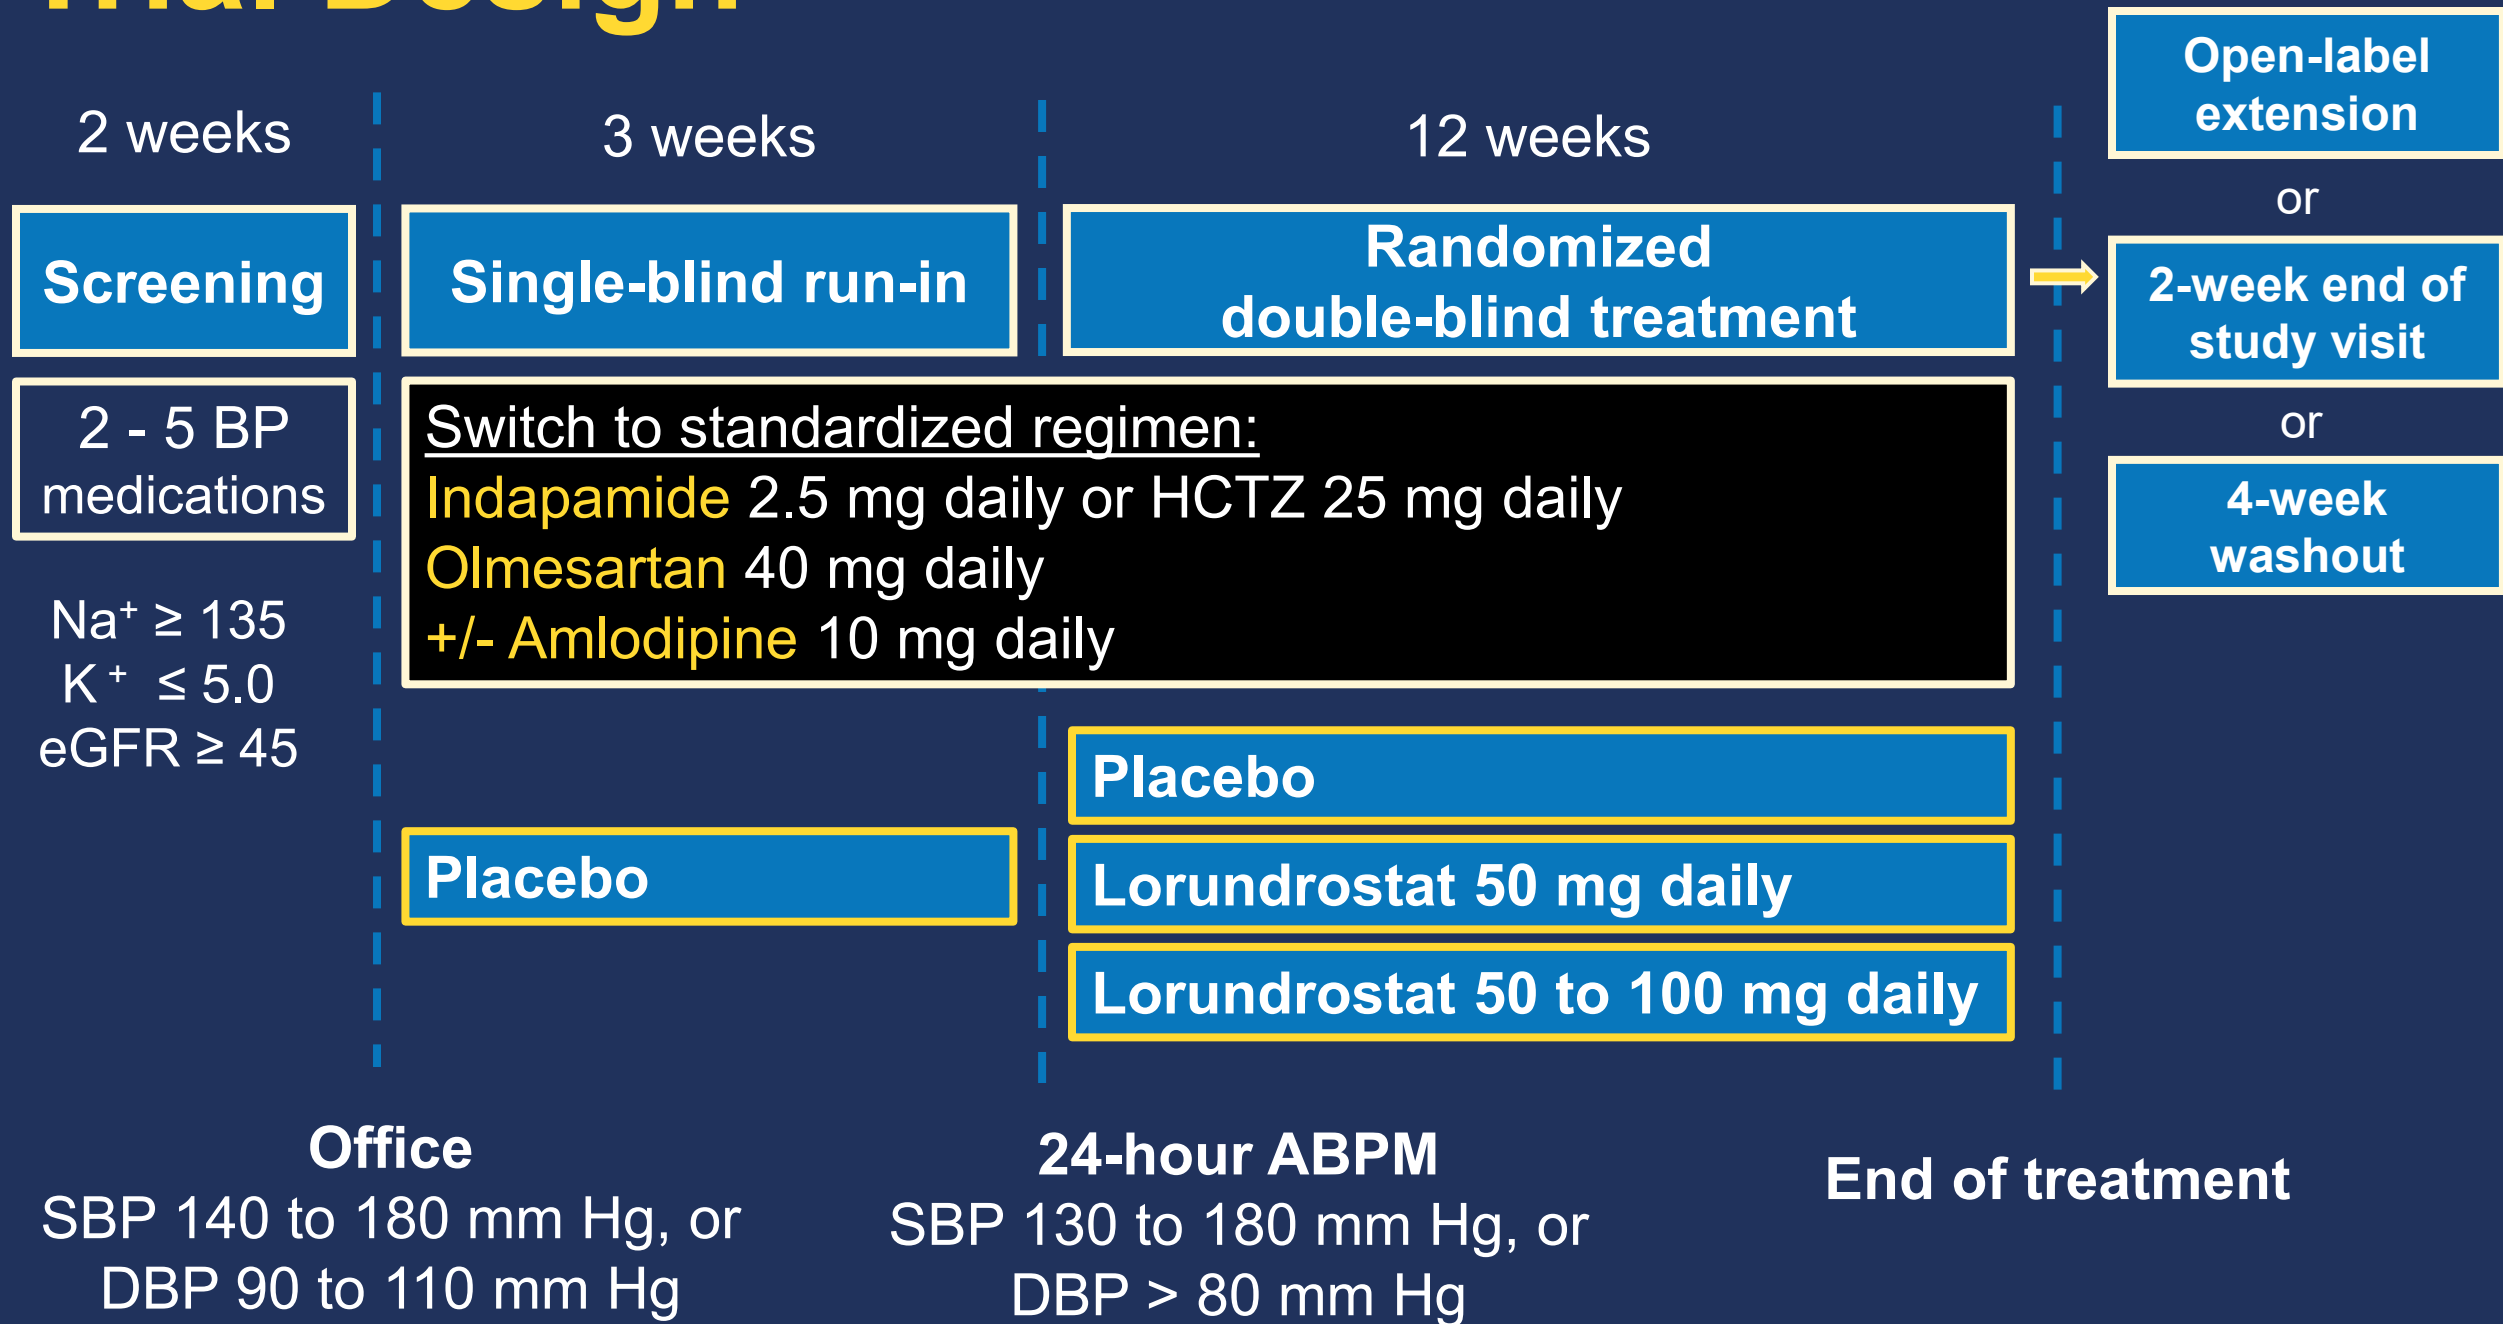 2 weeks
3 weeks
12 weeks
Screening
Single-blind run-in
Randomized
double-blind treatment
Open-label
extension
or
2-week end of
study visit
or
4-week
washout
2 - 5 BP
medications
Na⁺ ≥ 135
K⁺ ≤ 5.0
eGFR ≥ 45
Switch to standardized regimen:
Indapamide 2.5 mg daily or HCTZ 25 mg daily
Olmesartan 40 mg daily
+/- Amlodipine 10 mg daily
Placebo
Placebo
Lorundrostat 50 mg daily
Lorundrostat 50 to 100 mg daily
Office
SBP 140 to 180 mm Hg, or
DBP 90 to 110 mm Hg
24-hour ABPM
SBP 130 to 180 mm Hg, or
DBP > 80 mm Hg
End of treatment